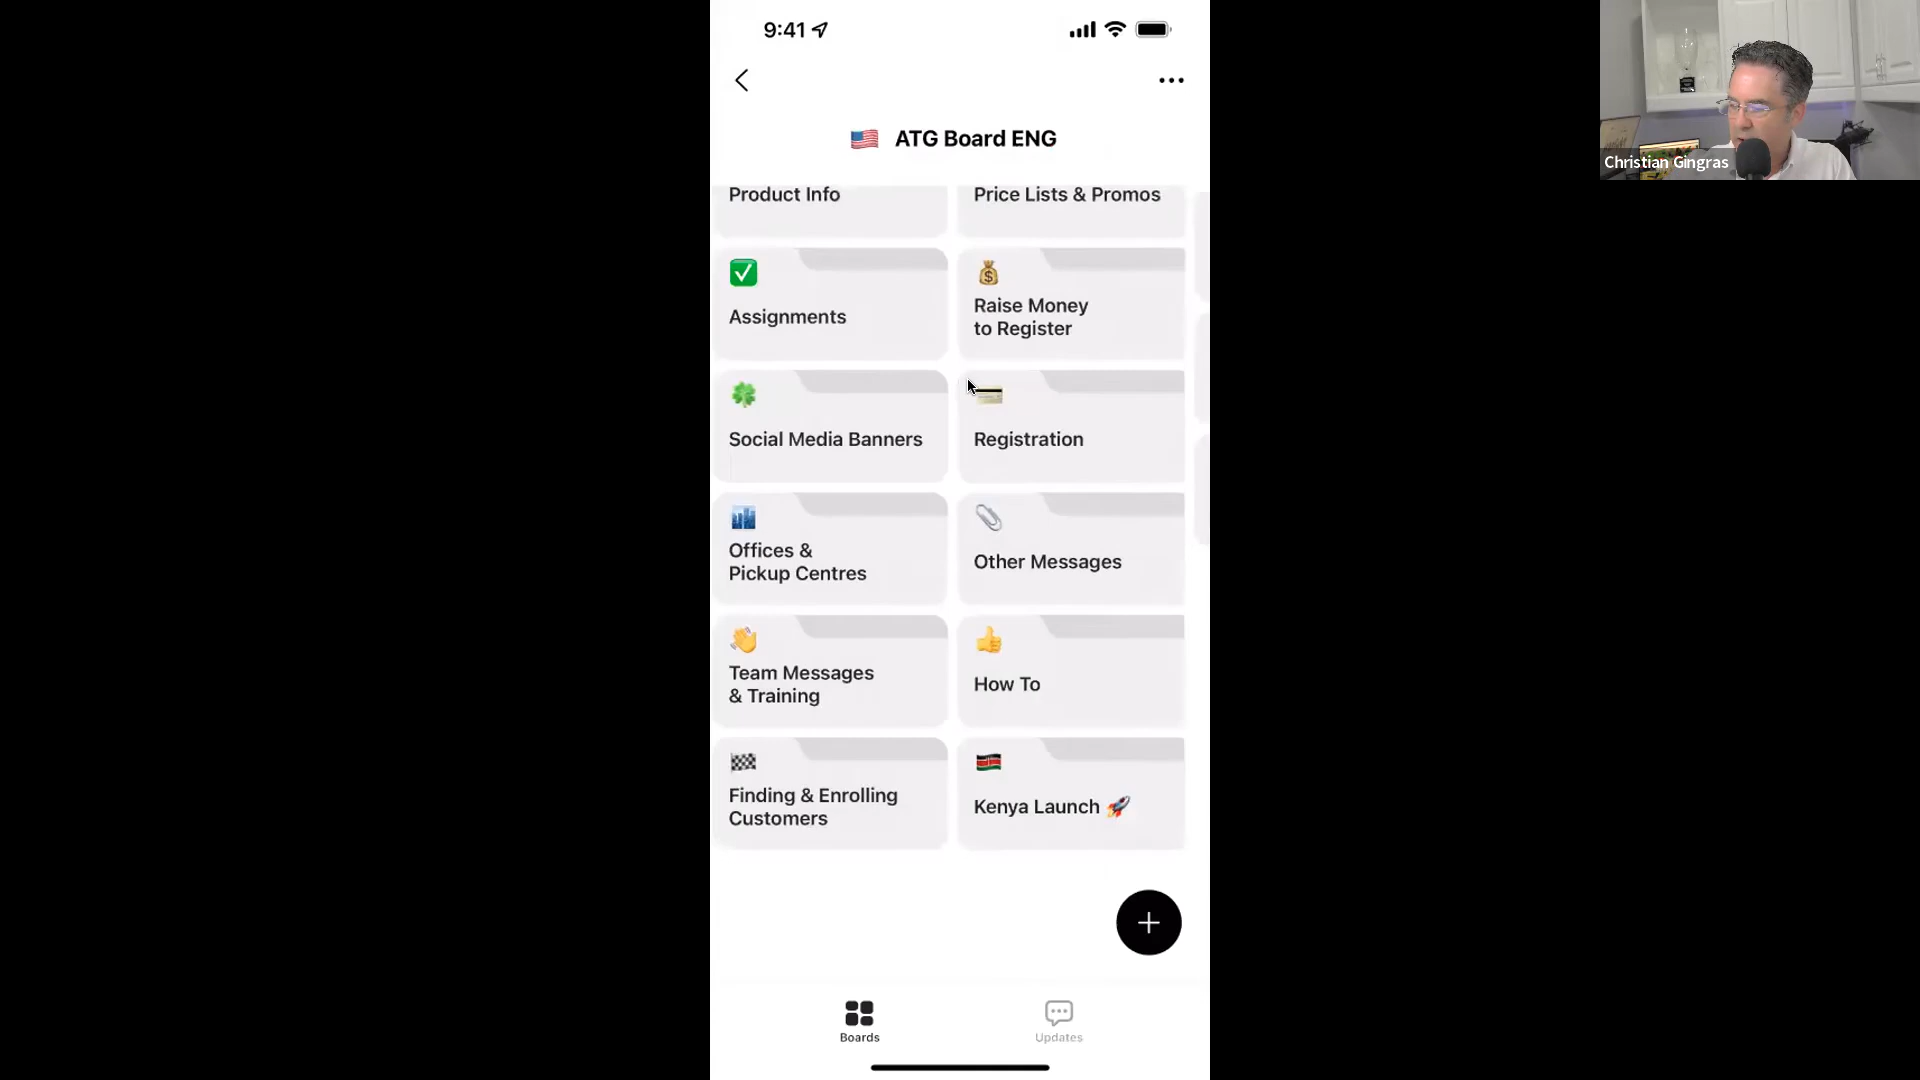 9:41
ATG Board ENG
Product Info
Price Lists & Promos
Assignments
Raise Money
to Register
Social Media Banners
Registration
Offices &
Pickup Centres
Other Messages
Team Messages
& Training
How To
Finding & Enrolling
Customers
Kenya Launch 🚀
Boards
Updates
Christian Gingras